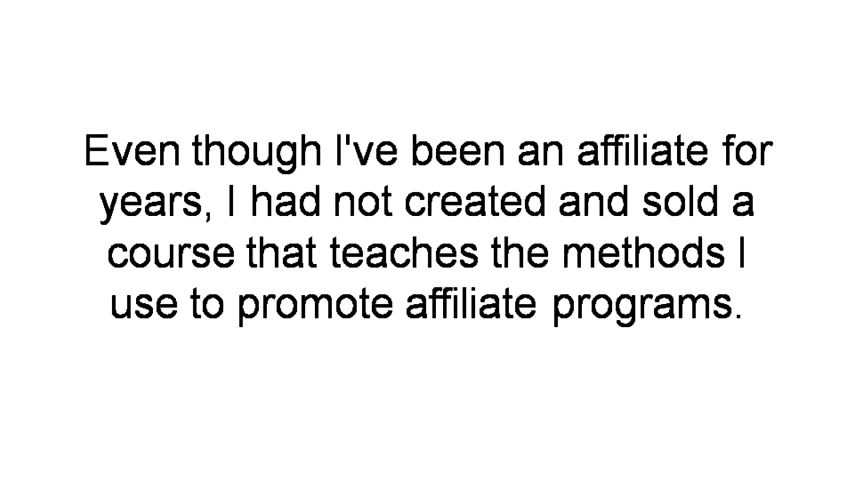 Even though I've been an affiliate for
years, I had not created and sold a
course that teaches the methods I
use to promote affiliate programs.